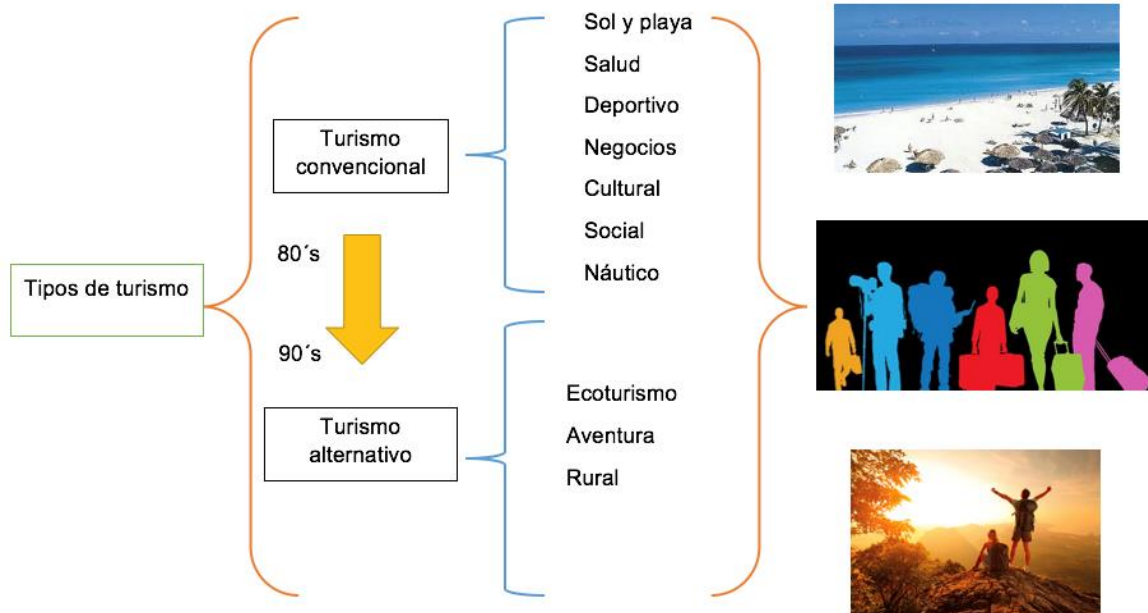 Tipos de turismo
Turismo
convencional
80´s
90´s
Turismo
alternativo
Sol y playa
Salud
Deportivo
Negocios
Cultural
Social
Náutico
Ecoturismo
Aventura
Rural